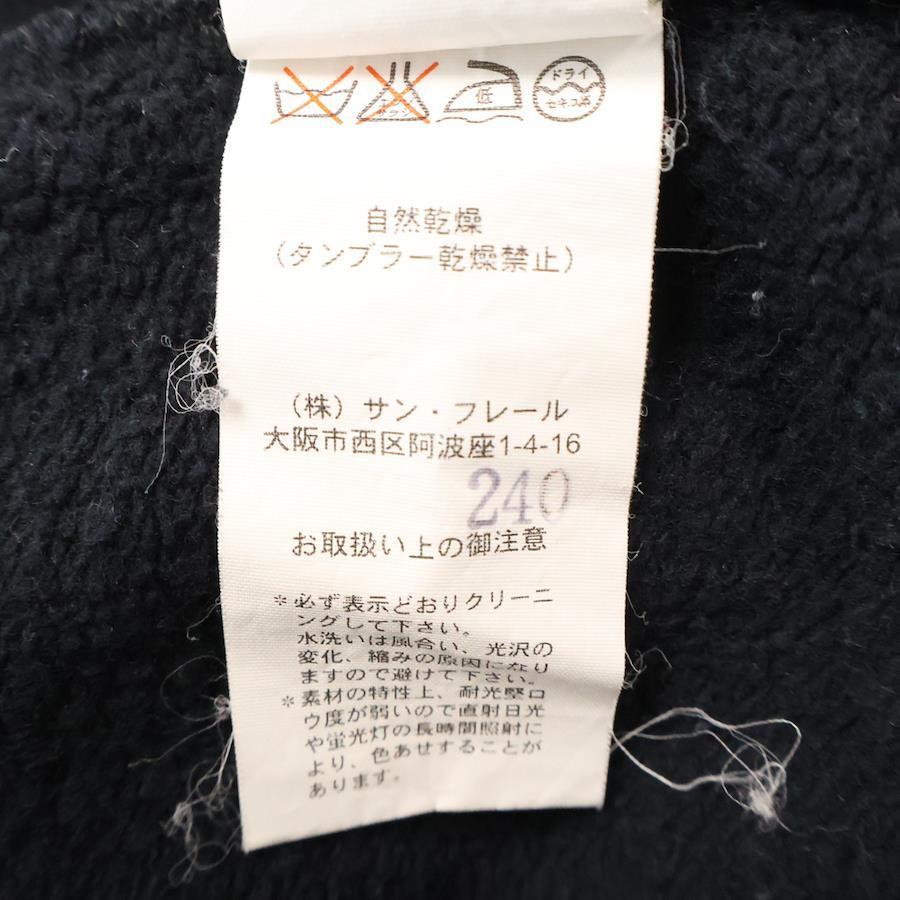 エンソ
サラシ
低
ドライ
セキユ系
自然乾燥
（タンブラー乾燥禁止）
（株）サン・フレール
大阪市西区阿波座1-4-16
240
お取扱い上の御注意
＊必ず表示どおりクリーニ
ングして下さい。
水洗いは風合い、光沢の
変化、縮みの原因になり
ますので避けて下さい。
＊素材の特性上、耐光堅ロ
ウ度が弱いので直射日光
や蛍光灯の長時間照射に
より、色あせすることが
あります。